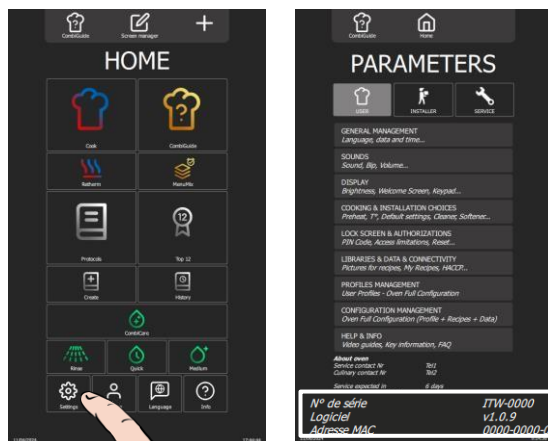 CombiGuide
Screen manager
HOME
Cook
CombiGuide
Retherm
MenuMix
Protocols
12
Top 12
Create
History
CombiCare
Rinse
Quick
Medium
Settings
Language
Info
CombiGuide
Home
PARAMETERS
USER
INSTALLER
SERVICE
GENERAL MANAGEMENT
Language, data and time...
SOUNDS
Sound, Bip, Volume...
DISPLAY
Brightness, Welcome Screen, Keypad...
COOKING & INSTALLATION CHOICES
Preheat, T°, Default settings, Cleaner, Softener...
LOCK SCREEN & AUTHORIZATIONS
PIN Code, Access limitations, Reset...
LIBRARIES & DATA & CONNECTIVITY
Pictures for recipes, My Recipes, HACCP...
PROFILES MANAGEMENT
User Profiles - Oven Full Configuration
CONFIGURATION MANAGEMENT
Oven Full Configuration (Profile + Recipes + Data)
HELP & INFO
Video guides, Key information, FAQ
About oven
Service contact Nr Tel1
Culinary contact Nr Tel2
Service expected in 6 days
N° de série ITW-0000
Logiciel v1.0.9
Adresse MAC 0000-0000-0